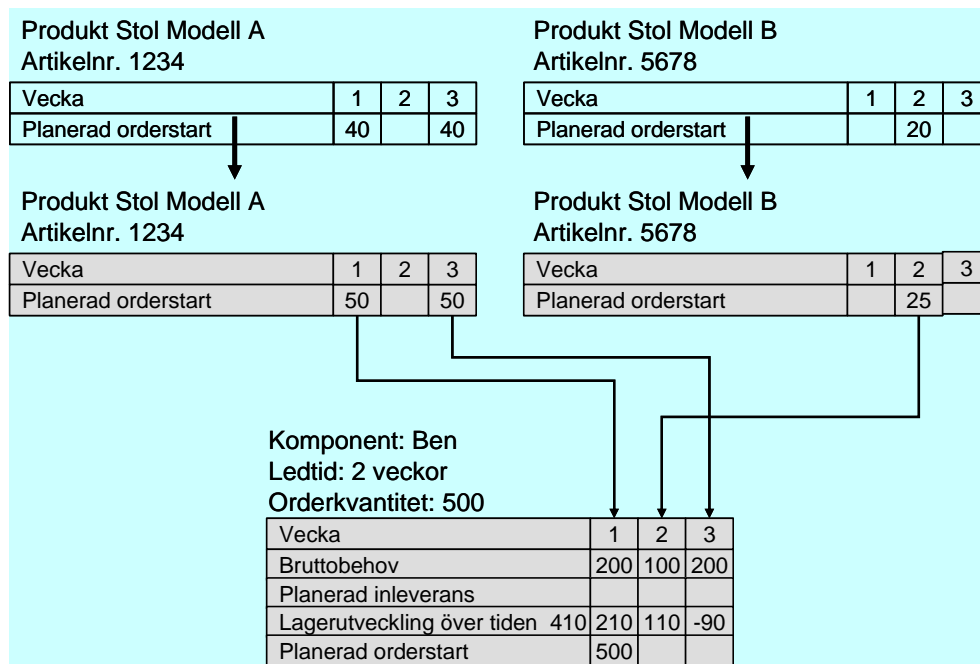 Produkt Stol Modell A
Artikelnr. 1234
Vecka 1 2 3
Planerad orderstart 40 40
Produkt Stol Modell B
Artikelnr. 5678
Vecka 1 2 3
Planerad orderstart 20
Produkt Stol Modell A
Artikelnr. 1234
Vecka 1 2 3
Planerad orderstart 50 50
Produkt Stol Modell B
Artikelnr. 5678
Vecka 1 2 3
Planerad orderstart 25
Komponent: Ben
Ledtid: 2 veckor
Orderkvantitet: 500
Vecka 1 2 3
Bruttobehov 200 100 200
Planerad inleverans
Lagerutveckling över tiden 410 210 110 -90
Planerad orderstart 500